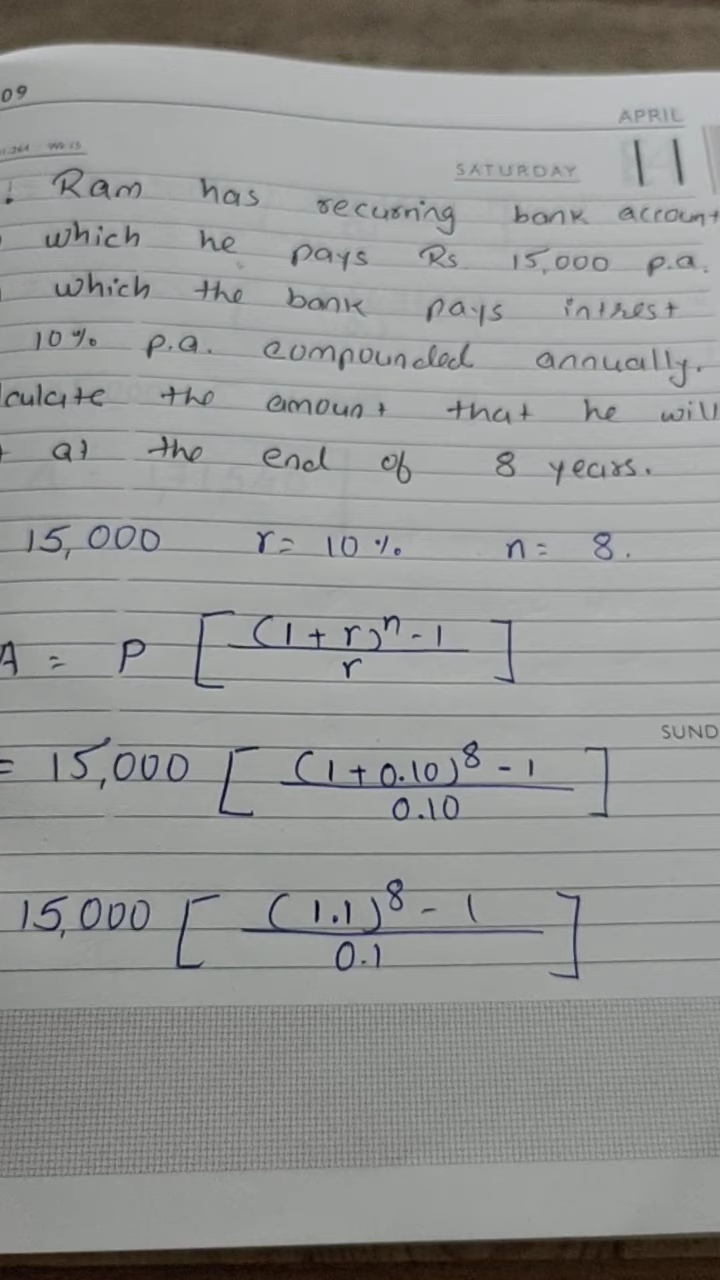 09
APRIL
SATURDAY 11
Ram has recurring bank account
which he pays Rs. 15,000 p.a.
which the bank pays intrest
10% p.a. compounded annually.
lculate the amount that he will
at the end of 8 years.
15,000 r= 10% n= 8.
A = P [ (1+r)ⁿ-1 / r ]
SUND
= 15,000 [ (1+0.10)⁸ - 1 / 0.10 ]
15,000 [ (1.1)⁸ - 1 / 0.1 ]